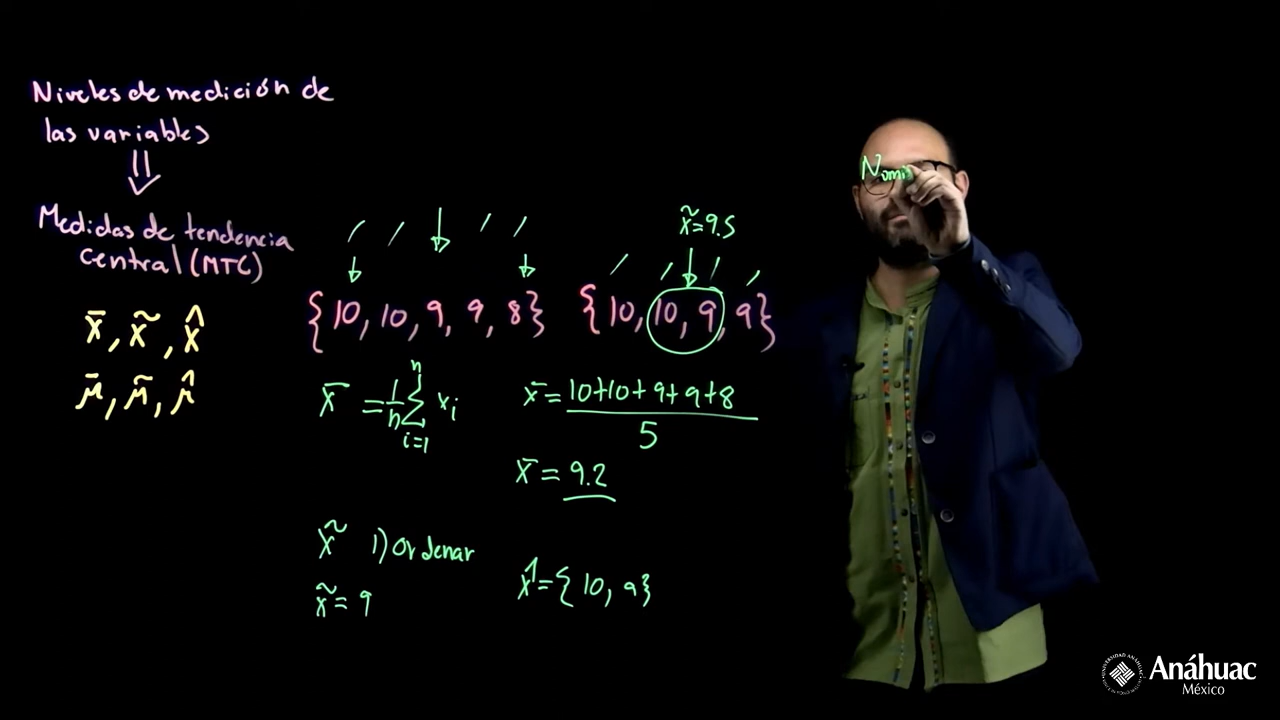 Niveles de medición de
las variables
⇓
Medidas de tendencia
central (MTC)
x̄, x̃, x̂
μ̄, μ̃, μ̂
{10, 10, 9, 9, 8}
x̃=9.5
{10, 10, 9, 9}
x̄ = 1/n Σ xᵢ
n
i=1
x̄ = 10+10+9+9+8
5
x̄ = 9.2
x̃ 1) Ordenar
x̃ = 9
x̂={10, 9}
Nomi
Anáhuac
México